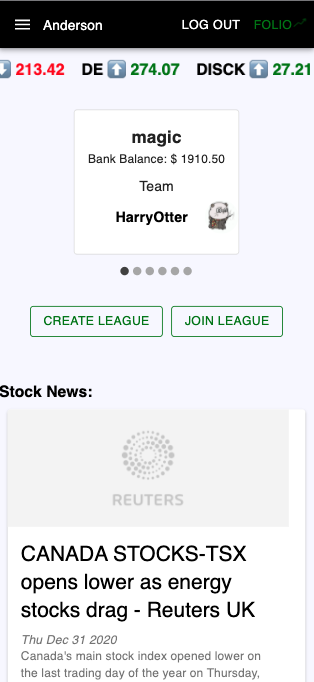 Anderson LOG OUT FOLIO
213.42 DE 274.07 DISCK 27.21
magic
Bank Balance: $ 1910.50
Team
HarryOtter
CREATE LEAGUE JOIN LEAGUE
Stock News:
REUTERS
CANADA STOCKS-TSX
opens lower as energy
stocks drag - Reuters UK
Thu Dec 31 2020
Canada's main stock index opened lower on
the last trading day of the year on Thursday,